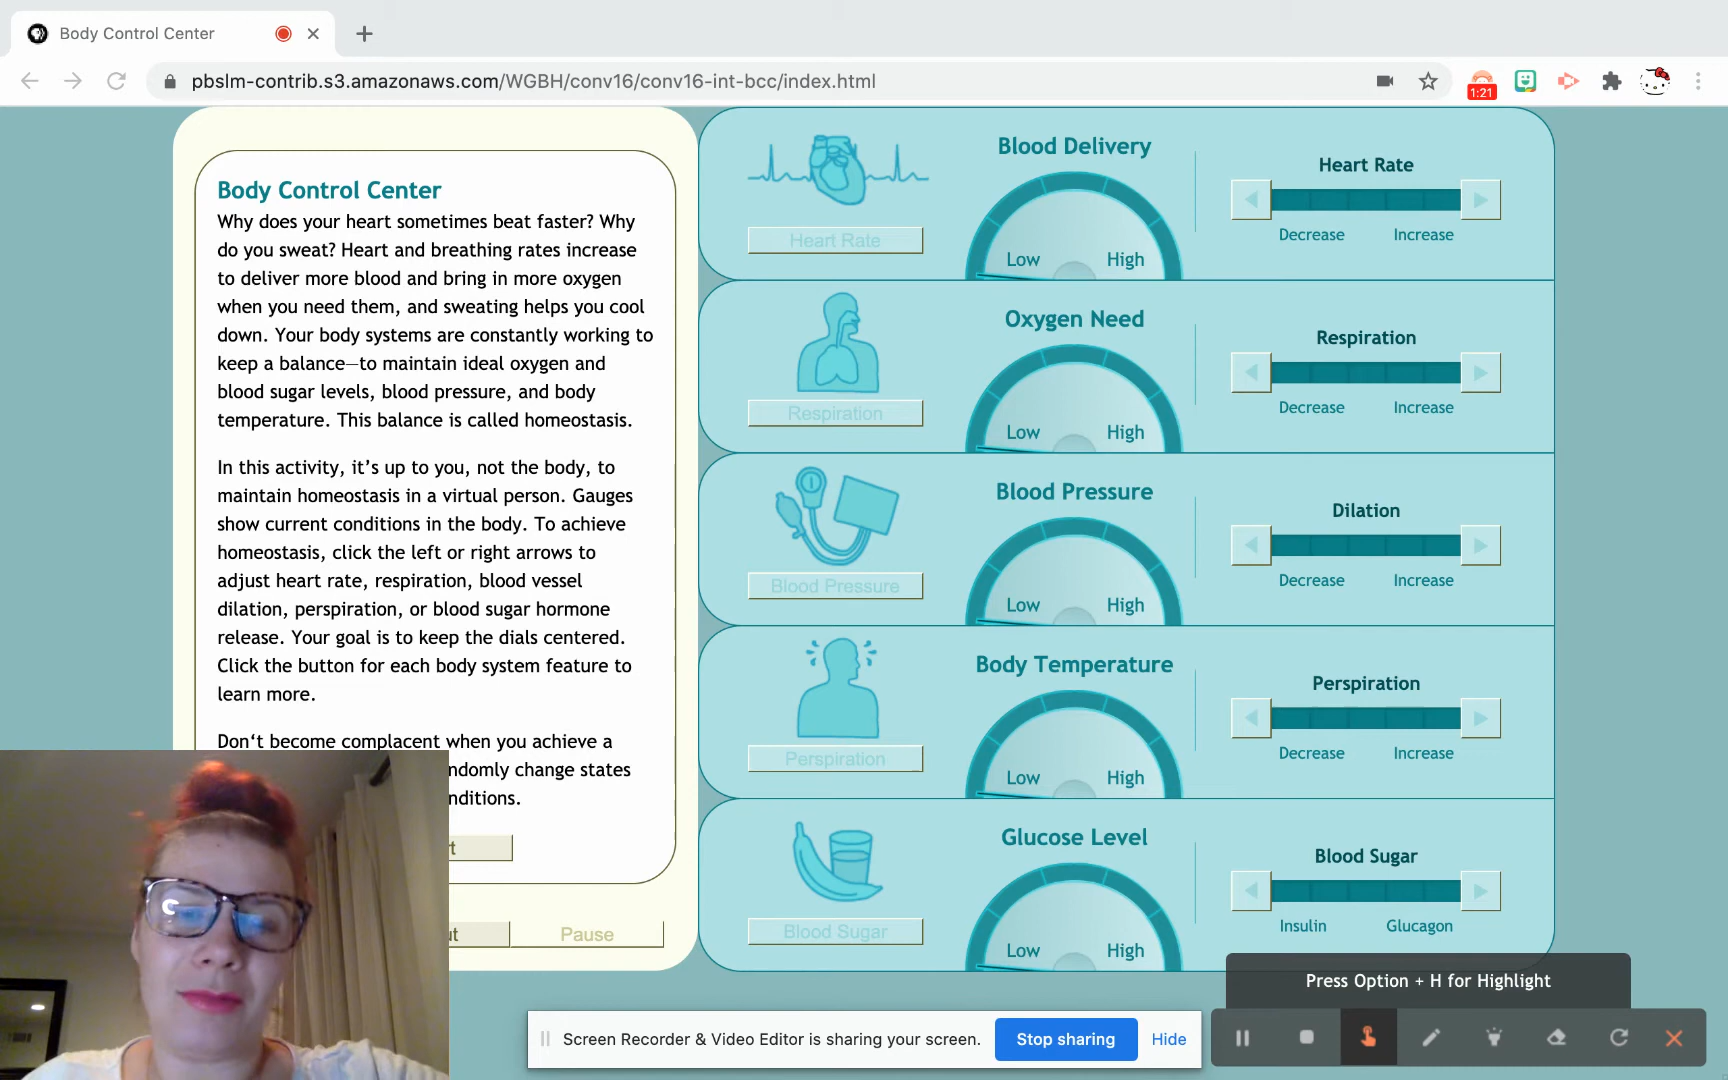 Body Control Center
pbslm-contrib.s3.amazonaws.com/WGBH/conv16/conv16-int-bcc/index.html
1:21
Body Control Center
Why does your heart sometimes beat faster? Why
do you sweat? Heart and breathing rates increase
to deliver more blood and bring in more oxygen
when you need them, and sweating helps you cool
down. Your body systems are constantly working to
keep a balance—to maintain ideal oxygen and
blood sugar levels, blood pressure, and body
temperature. This balance is called homeostasis.
In this activity, it's up to you, not the body, to
maintain homeostasis in a virtual person. Gauges
show current conditions in the body. To achieve
homeostasis, click the left or right arrows to
adjust heart rate, respiration, blood vessel
dilation, perspiration, or blood sugar hormone
release. Your goal is to keep the dials centered.
Click the button for each body system feature to
learn more.
Don‘t become complacent when you achieve a
ndomly change states
nditions.
Pause
Heart Rate
Blood Delivery
Low High
Heart Rate
Decrease Increase
Respiration
Oxygen Need
Low High
Respiration
Decrease Increase
Blood Pressure
Blood Pressure
Low High
Dilation
Decrease Increase
Perspiration
Body Temperature
Low High
Perspiration
Decrease Increase
Blood Sugar
Glucose Level
Low High
Blood Sugar
Insulin Glucagon
Press Option + H for Highlight
Screen Recorder & Video Editor is sharing your screen. Stop sharing Hide